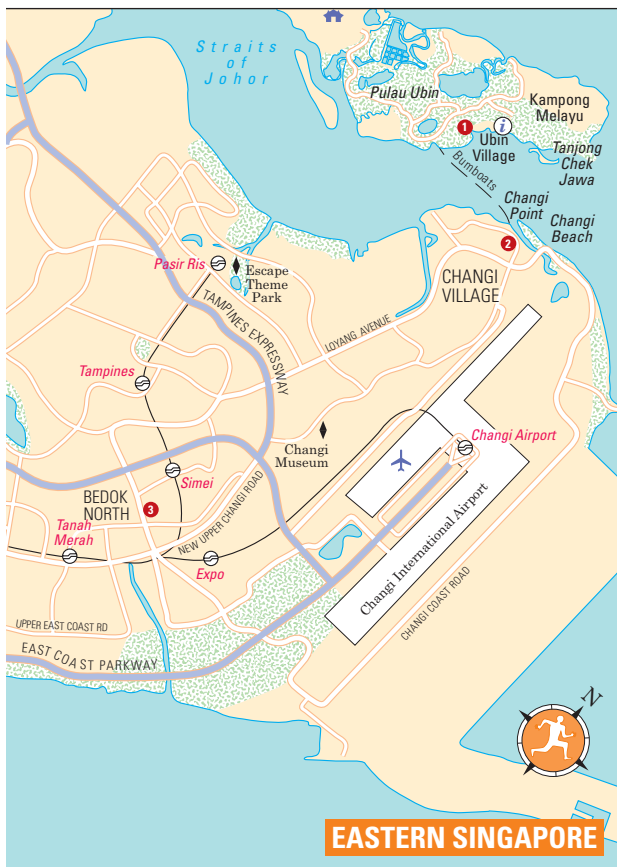 Straits
of
Johor
Pulau Ubin
Kampong
Melayu
1
i
Ubin
Village
Tanjong
Chek
Jawa
Bumboats
Changi
Point
Changi
Beach
2
Pasir Ris
Escape
Theme
Park
CHANGI
VILLAGE
TAMPINES EXPRESSWAY
LOYANG AVENUE
Tampines
Changi
Museum
Changi Airport
Simei
BEDOK
NORTH
3
NEW UPPER CHANGI ROAD
Tanah
Merah
Expo
Changi International Airport
CHANGI COAST ROAD
UPPER EAST COAST RD
EAST COAST PARKWAY
N
EASTERN SINGAPORE